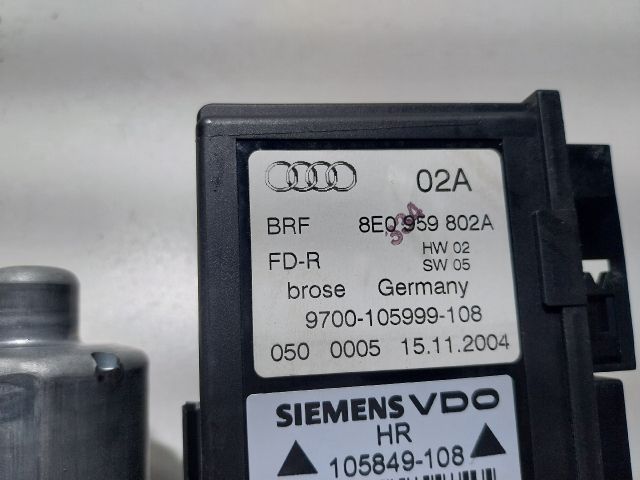 02A
BRF 8E0 959 802A
FD-R HW 02
SW 05
brose Germany
9700-105999-108
050 0005 15.11.2004
SIEMENS VDO
HR
105849-108